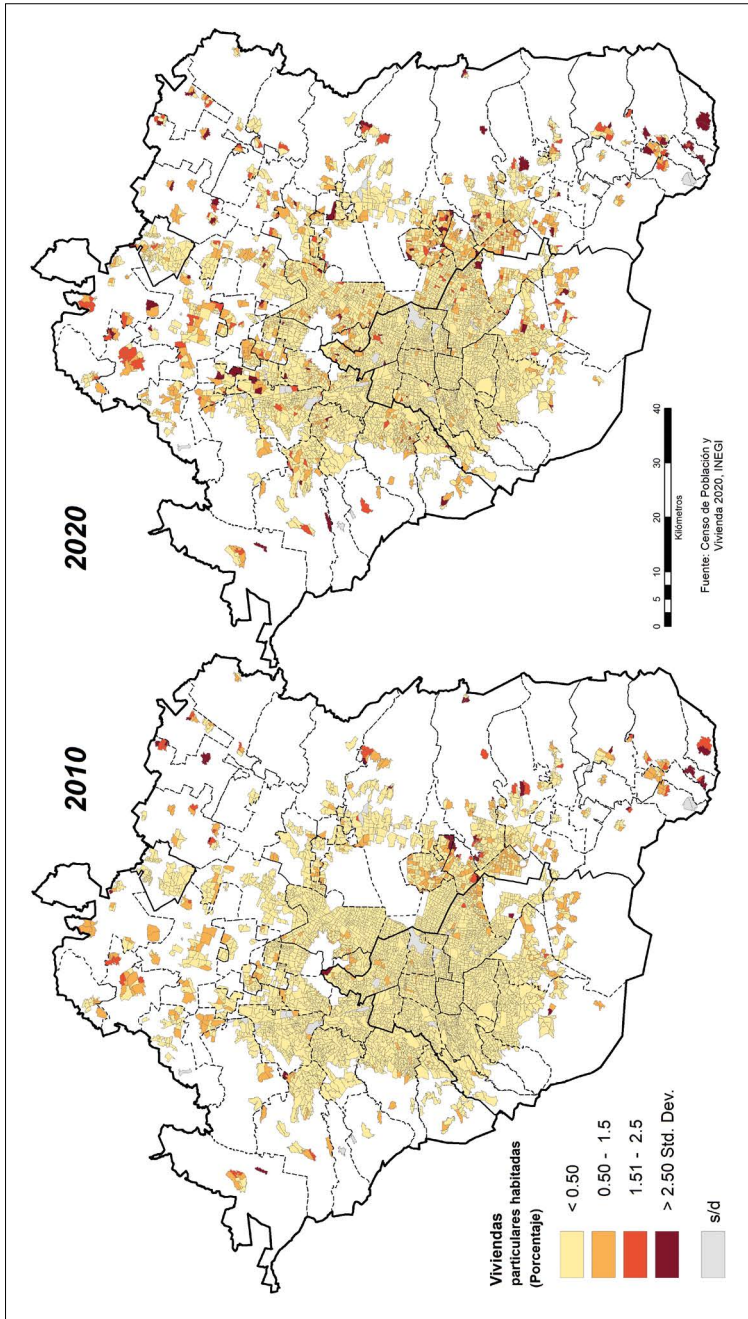 2010
2020
Viviendas
particulares habitadas
(Porcentaje)
< 0.50
0.50 - 1.5
1.51 - 2.5
> 2.50 Std. Dev.
s/d
0 5 10 20 30 40
Kilómetros
Fuente: Censo de Población y
Vivienda 2020, INEGI